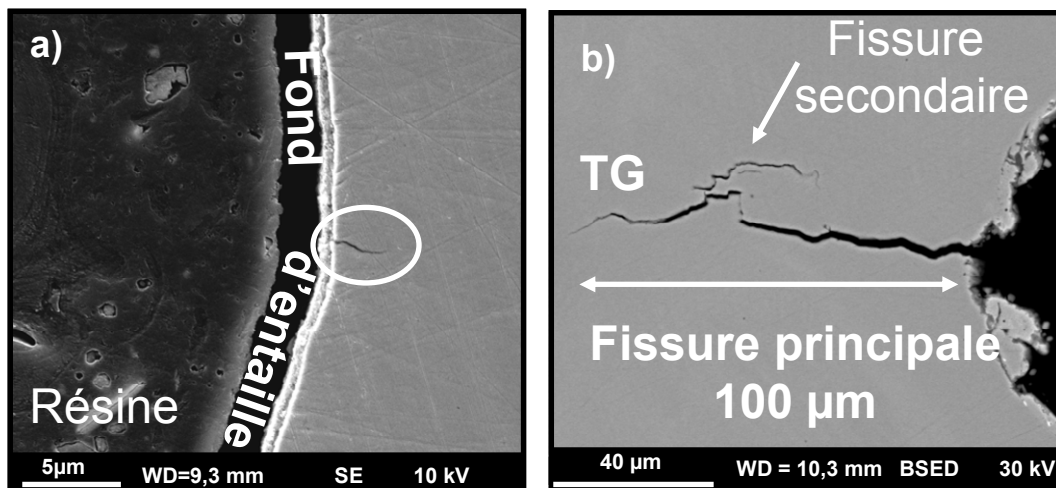 a)
Fond
d’entaille
Résine
5µm WD=9,3 mm SE 10 kV
b)
Fissure
secondaire
TG
Fissure principale
100 µm
40 µm WD = 10,3 mm BSED 30 kV